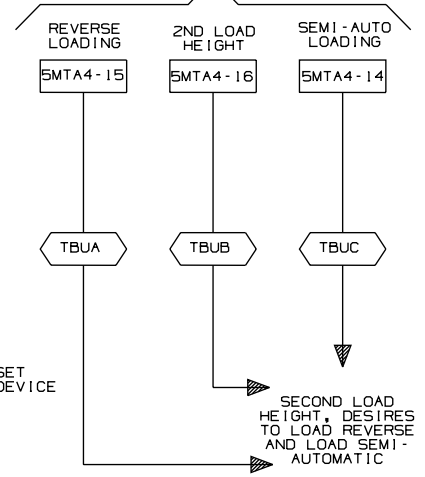 REVERSE
LOADING
2ND LOAD
HEIGHT
SEMI-AUTO
LOADING
5MTA4-15
5MTA4-16
5MTA4-14
TBUA
TBUB
TBUC
SET
DEVICE
SECOND LOAD
HEIGHT, DESIRES
TO LOAD REVERSE
AND LOAD SEMI-
AUTOMATIC